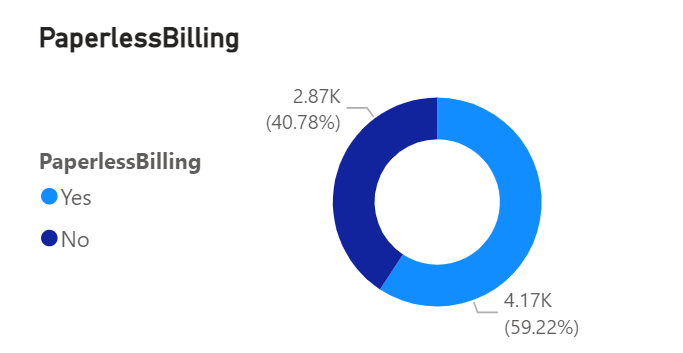 PaperlessBilling
2.87K
(40.78%)
PaperlessBilling
Yes
No
4.17K
(59.22%)